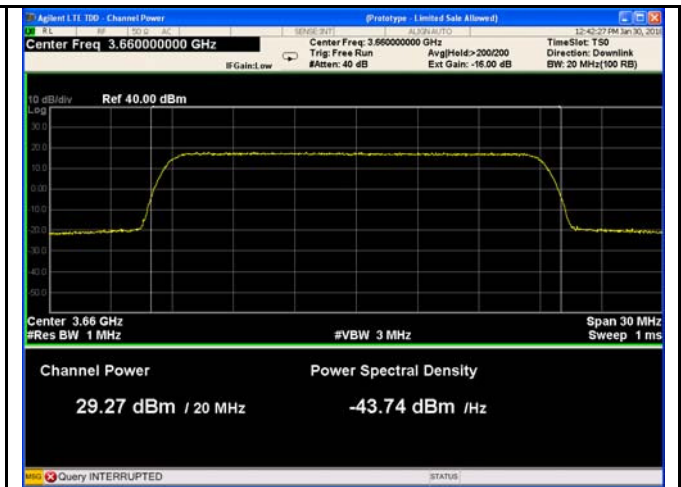 Agilent LTE TDD - Channel Power (Prototype - Limited Sale Allowed)
RL RF 50 Ω AC SENSE:INT ALIGN AUTO 12:42:27 PM Jan 30, 2018
Center Freq 3.660000000 GHz Center Freq: 3.660000000 GHz TimeSlot: TS0
Trig: Free Run Avg|Hold:>200/200 Direction: Downlink
IFGain:Low #Atten: 40 dB Ext Gain: -16.00 dB BW: 20 MHz(100 RB)
10 dB/div Ref 40.00 dBm
Log
30.0
20.0
10.0
0.00
-10.0
-20.0
-30.0
-40.0
-50.0
Center 3.66 GHz Span 30 MHz
#Res BW 1 MHz #VBW 3 MHz Sweep 1 ms
Channel Power Power Spectral Density
29.27 dBm / 20 MHz -43.74 dBm /Hz
MSG Query INTERRUPTED STATUS